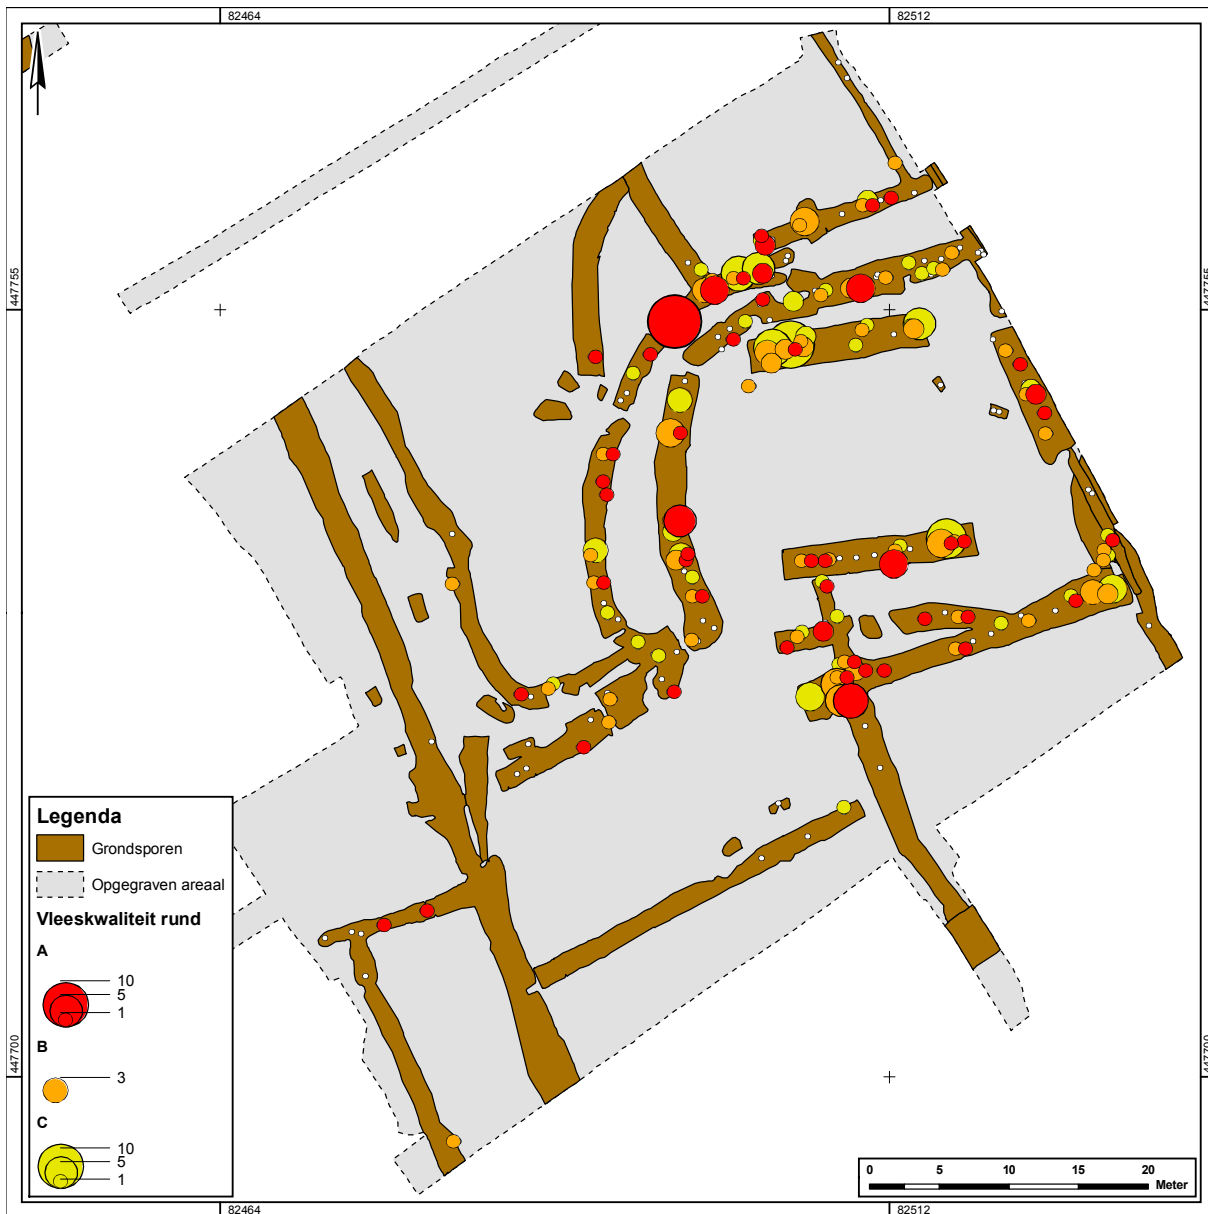 82464 82512
447755 447755
Legenda
Grondsporen
Opgegraven areaal
Vleeskwaliteit rund
A
10
5
1
B
3
C
10
5
1
447700 447700
0 5 10 15 20
Meter
82464 82512